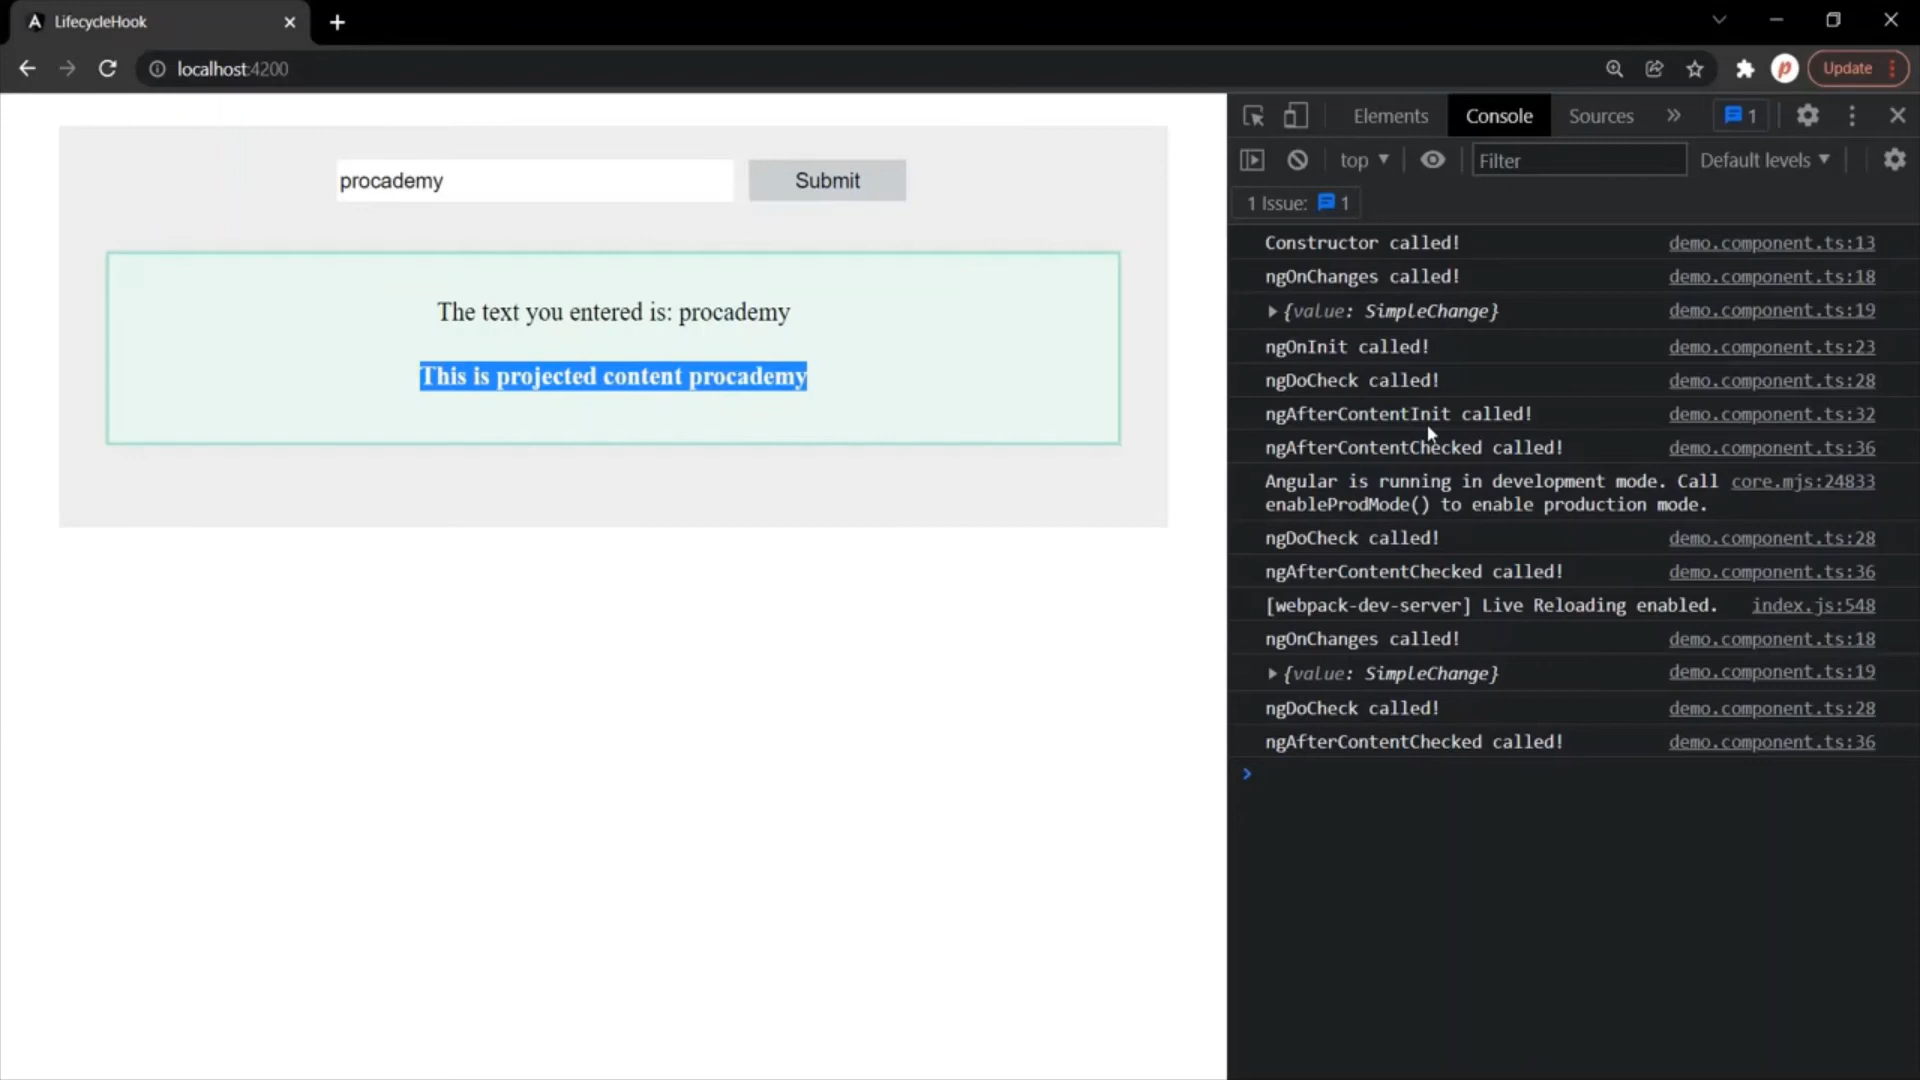 LifecycleHook
localhost:4200
Update
procademy
Submit
The text you entered is: procademy
This is projected content procademy
Elements
Console
Sources
1
top
Filter
Default levels
1 Issue: 1
Constructor called! demo.component.ts:13
ngOnChanges called! demo.component.ts:18
{value: SimpleChange} demo.component.ts:19
ngOnInit called! demo.component.ts:23
ngDoCheck called! demo.component.ts:28
ngAfterContentInit called! demo.component.ts:32
ngAfterContentChecked called! demo.component.ts:36
Angular is running in development mode. Call core.mjs:24833
enableProdMode() to enable production mode.
ngDoCheck called! demo.component.ts:28
ngAfterContentChecked called! demo.component.ts:36
[webpack-dev-server] Live Reloading enabled. index.js:548
ngOnChanges called! demo.component.ts:18
{value: SimpleChange} demo.component.ts:19
ngDoCheck called! demo.component.ts:28
ngAfterContentChecked called! demo.component.ts:36